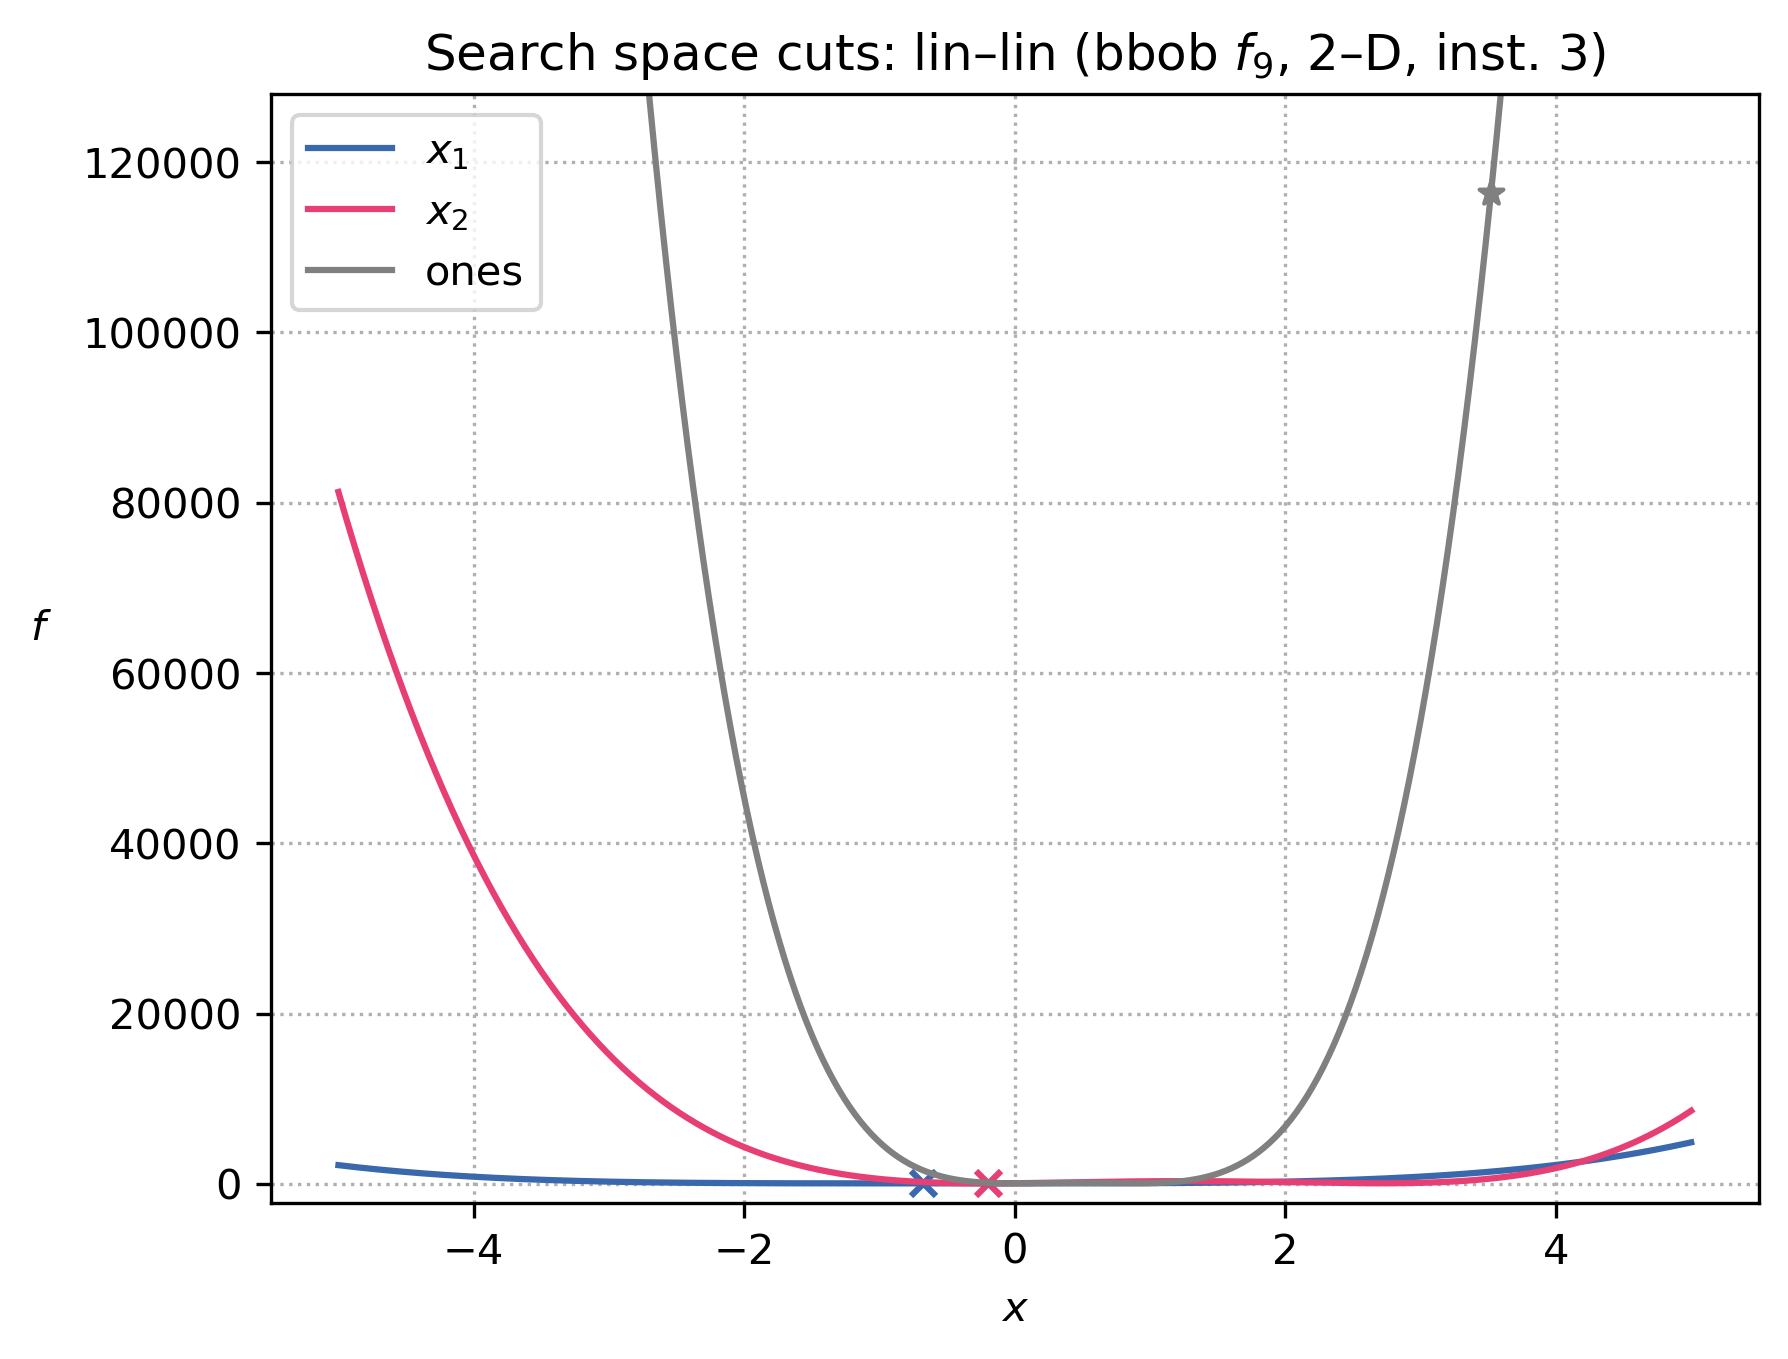 Search space cuts: lin–lin (bbob f₉, 2–D, inst. 3)
x₁
x₂
ones
120000
100000
80000
60000
40000
20000
0
f
−4
−2
0
2
4
x